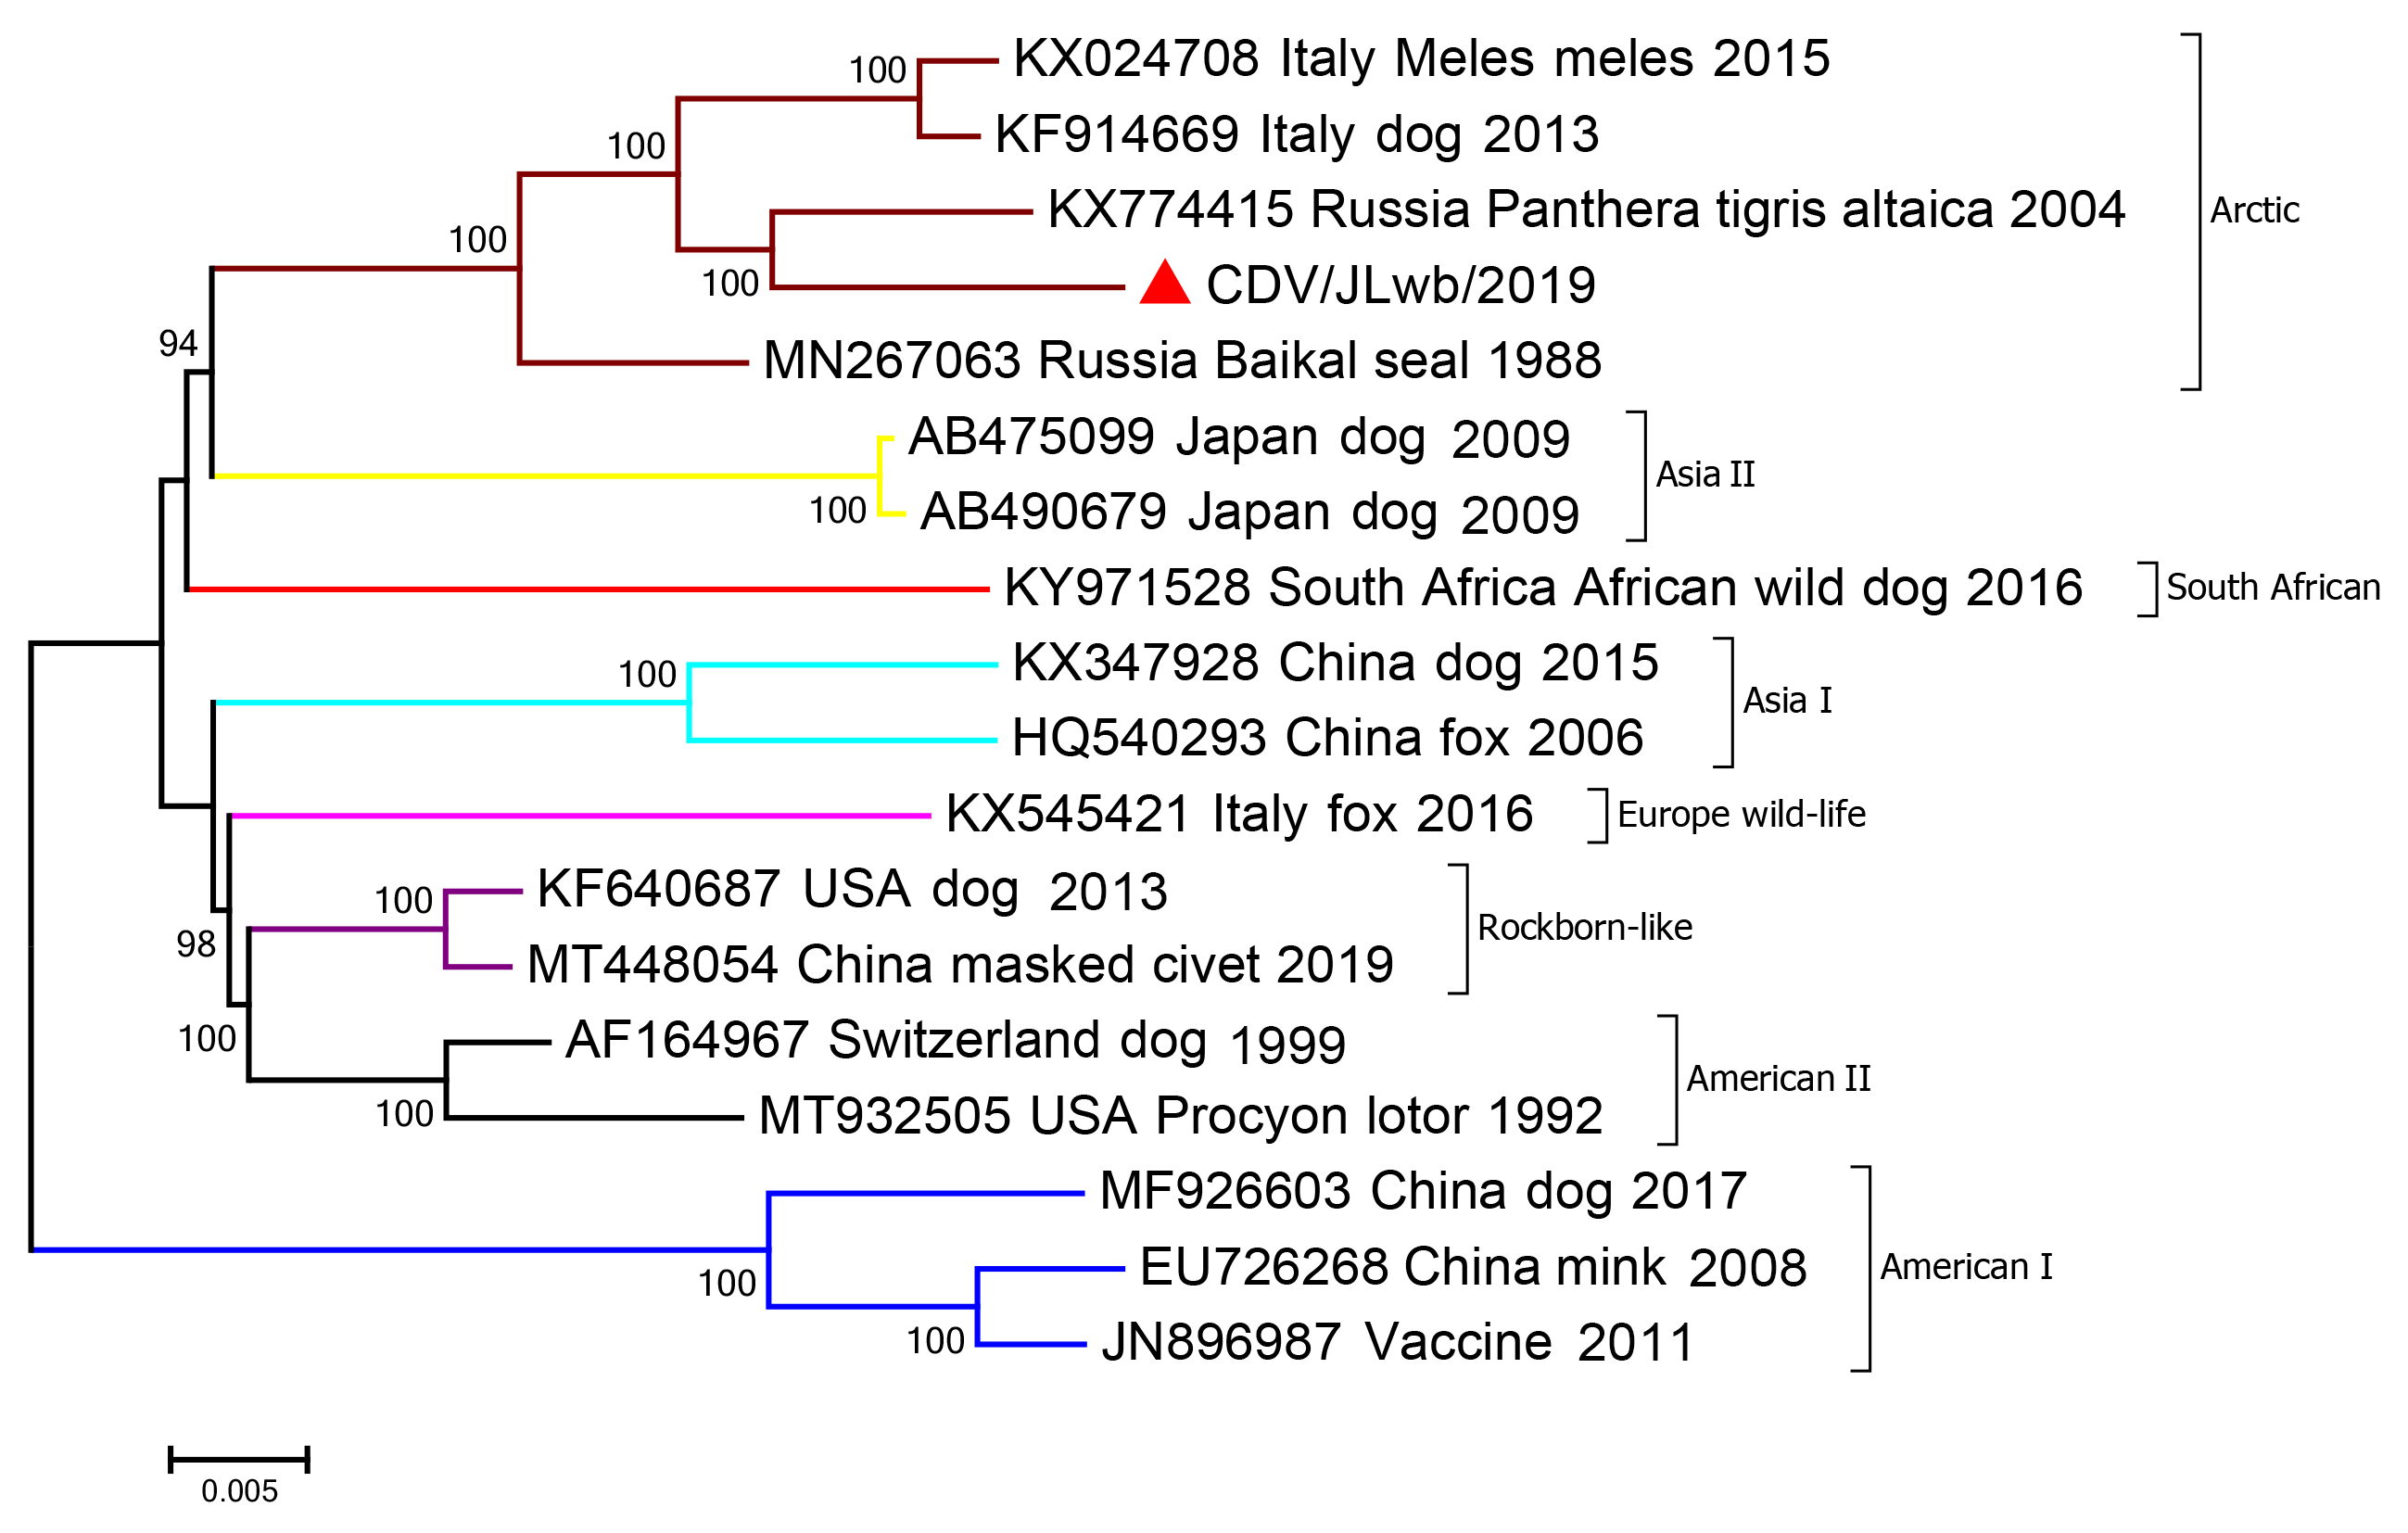 100
KX024708 Italy Meles meles 2015
100
KF914669 Italy dog 2013
100
KX774415 Russia Panthera tigris altaica 2004
Arctic
100
CDV/JLwb/2019
94
MN267063 Russia Baikal seal 1988
AB475099 Japan dog 2009
Asia II
100
AB490679 Japan dog 2009
KY971528 South Africa African wild dog 2016
South African
100
KX347928 China dog 2015
Asia I
HQ540293 China fox 2006
KX545421 Italy fox 2016
Europe wild-life
100
KF640687 USA dog 2013
Rockborn-like
98
MT448054 China masked civet 2019
100
AF164967 Switzerland dog 1999
American II
100
MT932505 USA Procyon lotor 1992
MF926603 China dog 2017
100
EU726268 China mink 2008
American I
100
JN896987 Vaccine 2011
0.005